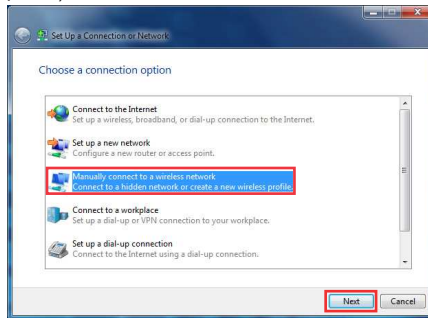 Set Up a Connection or Network
Choose a connection option
Connect to the Internet
Set up a wireless, broadband, or dial-up connection to the Internet.
Set up a new network
Configure a new router or access point.
Manually connect to a wireless network
Connect to a hidden network or create a new wireless profile.
Connect to a workplace
Set up a dial-up or VPN connection to your workplace.
Set up a dial-up connection
Connect to the Internet using a dial-up connection.
Next Cancel